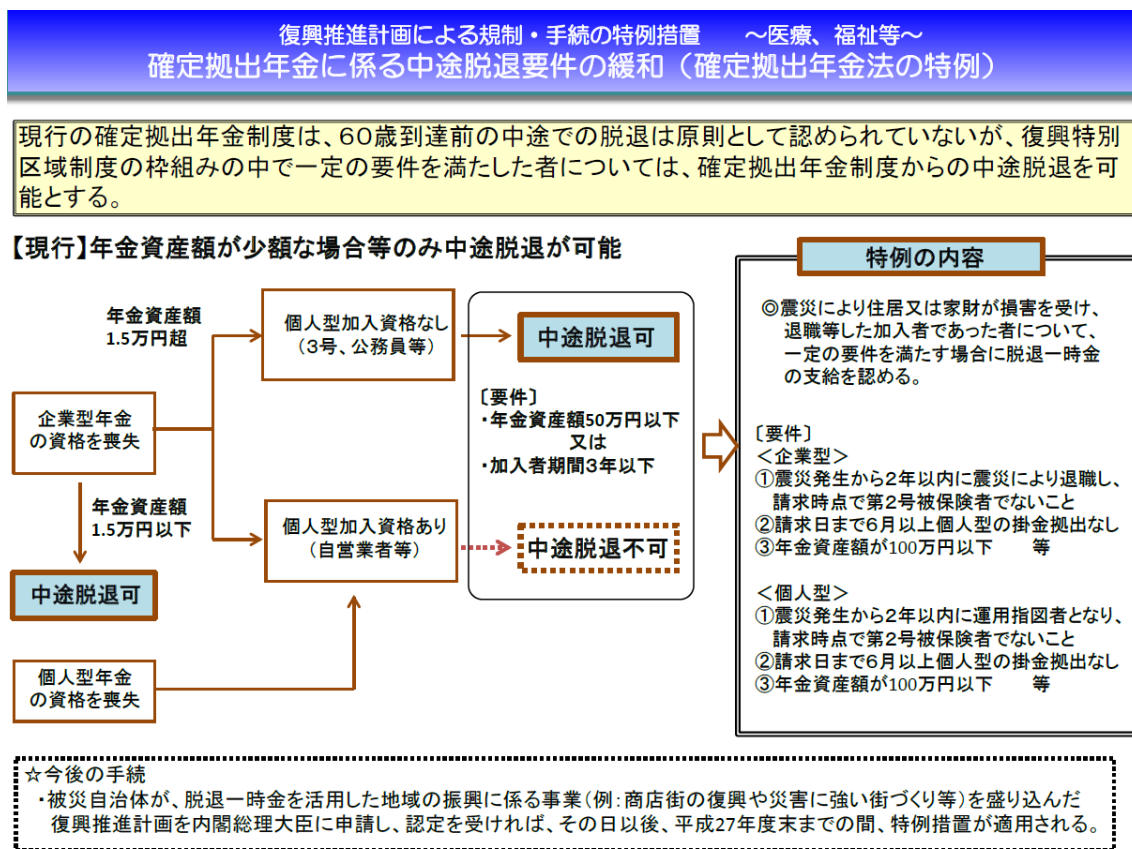 復興推進計画による規制・手続の特例措置　～医療、福祉等～
確定拠出年金に係る中途脱退要件の緩和（確定拠出年金法の特例）
現行の確定拠出年金制度は、６０歳到達前の中途での脱退は原則として認められていないが、復興特別
区域制度の枠組みの中で一定の要件を満たした者については、確定拠出年金制度からの中途脱退を可
能とする。
【現行】年金資産額が少額な場合等のみ中途脱退が可能
年金資産額
1.5万円超
企業型年金
の資格を喪失
年金資産額
1.5万円以下
中途脱退可
個人型年金
の資格を喪失
個人型加入資格なし
（３号、公務員等）
個人型加入資格あり
（自営業者等）
中途脱退可
〔要件〕
・年金資産額50万円以下
又は
・加入者期間３年以下
中途脱退不可
特例の内容
◎震災により住居又は家財が損害を受け、
退職等した加入者であった者について、
一定の要件を満たす場合に脱退一時金
の支給を認める。
〔要件〕
＜企業型＞
①震災発生から２年以内に震災により退職し、
請求時点で第２号被保険者でないこと
②請求日まで６月以上個人型の掛金拠出なし
③年金資産額が100万円以下　等
＜個人型＞
①震災発生から２年以内に運用指図者となり、
請求時点で第２号被保険者でないこと
②請求日まで６月以上個人型の掛金拠出なし
③年金資産額が100万円以下　等
☆今後の手続
・被災自治体が、脱退一時金を活用した地域の振興に係る事業（例：商店街の復興や災害に強い街づくり等）を盛り込んだ
復興推進計画を内閣総理大臣に申請し、認定を受ければ、その日以後、平成27年度末までの間、特例措置が適用される。